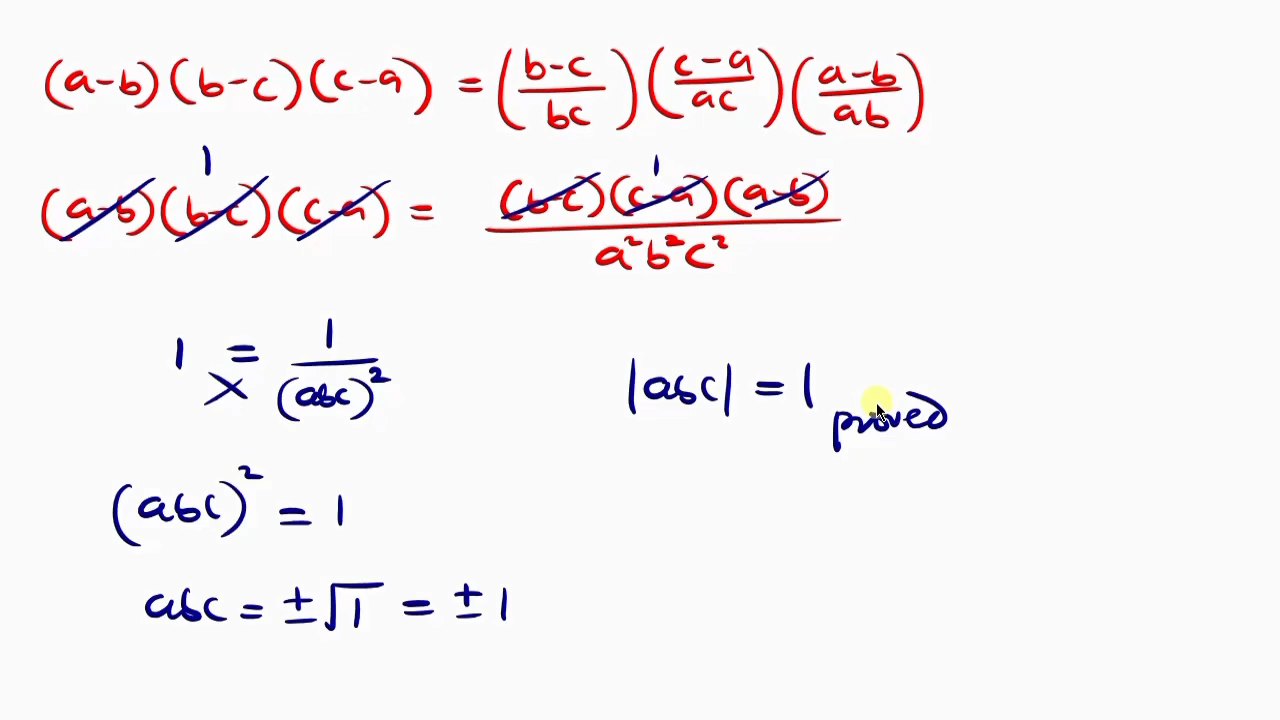 (a-b)(b-c)(c-a) = ((b-c)/bc)((c-a)/ac)((a-b)/ab)
1 1
(a-b)(b-c)(c-a) = (b-c)(c-a)(a-b)/a²b²c²
1 = 1/(abc)²
|abc| = 1
proved
(abc)² = 1
abc = ±√1 = ±1